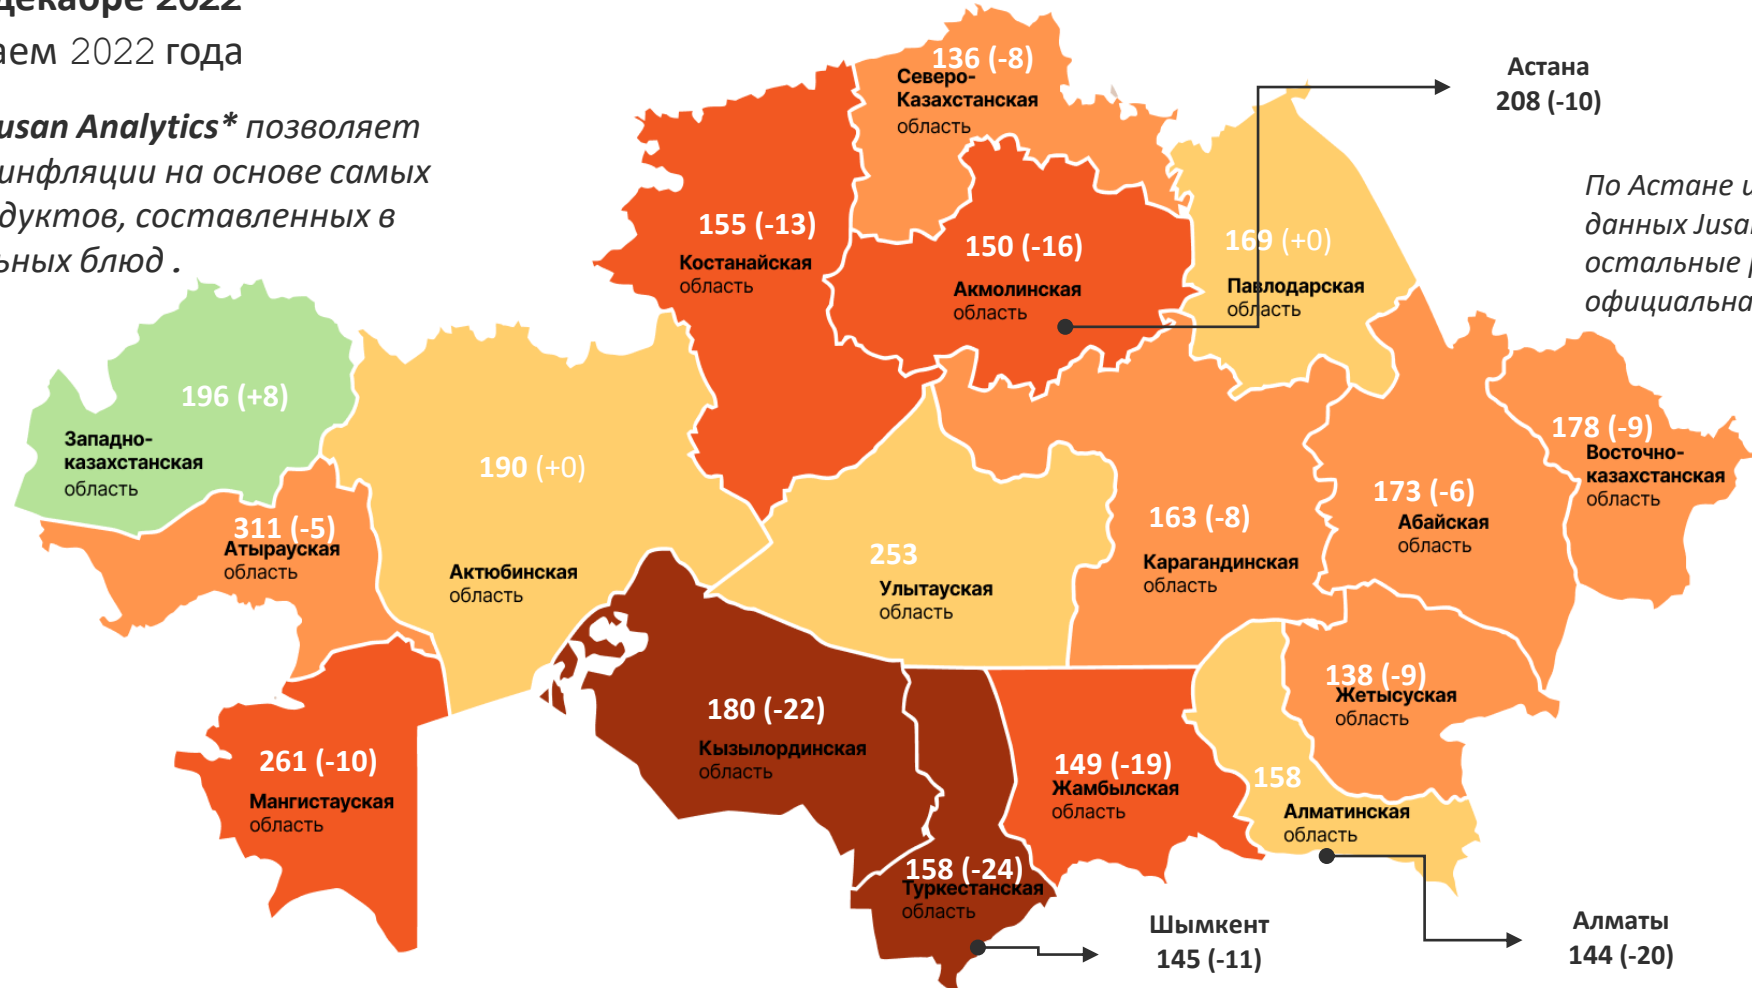 декабре 2022
аем 2022 года
usan Analytics* позволяет
инфляции на основе самых
одуктов, составленных в
ьных блюд .
Астана
208 (-10)
По Астане и
данных Jusan
остальные р
официальна
136 (-8)
Северо-
Казахстанская
область
155 (-13)
Костанайская
область
150 (-16)
Акмолинская
область
169 (+0)
Павлодарская
область
196 (+8)
Западно-
казахстанская
область
190 (+0)
Актюбинская
область
311 (-5)
Атырауская
область
253
Улытауская
область
163 (-8)
Карагандинская
область
173 (-6)
Абайская
область
178 (-9)
Восточно-
казахстанская
область
261 (-10)
Мангистауская
область
180 (-22)
Кызылординская
область
158 (-24)
Туркестанская
область
149 (-19)
Жамбылская
область
138 (-9)
Жетысуская
область
158
Алматинская
область
Шымкент
145 (-11)
Алматы
144 (-20)